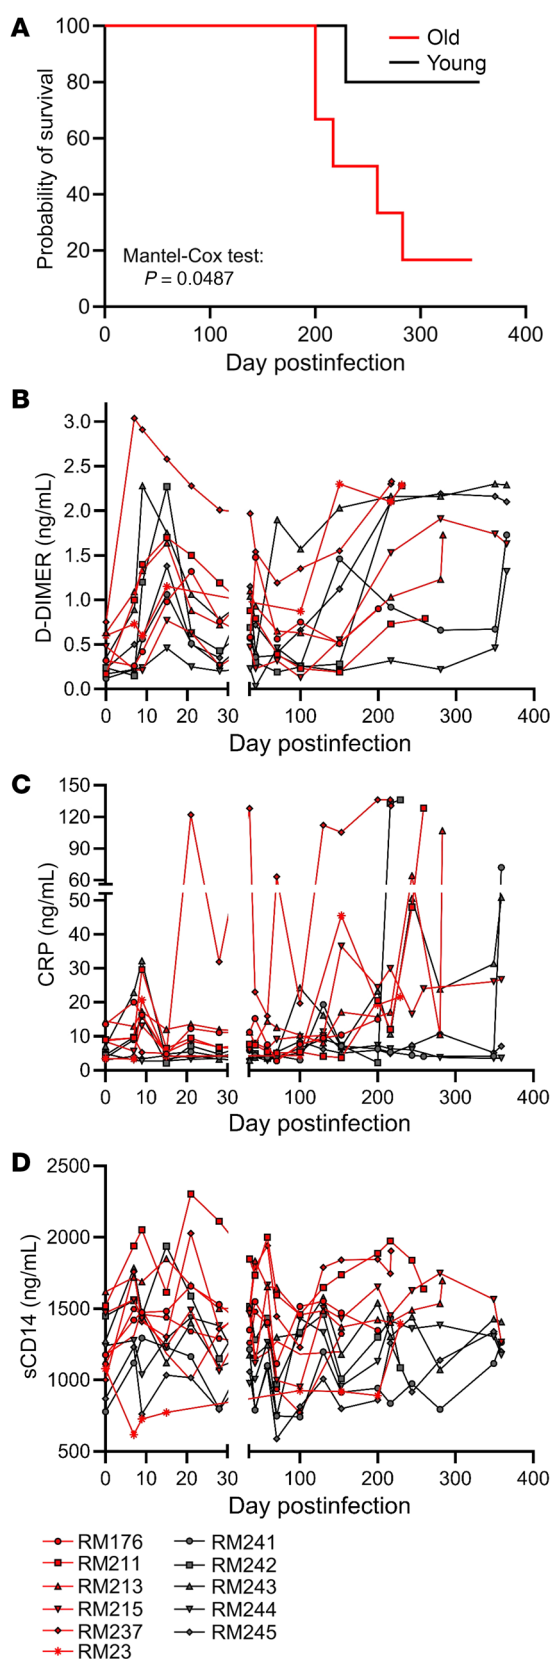 A
100
80
60
40
20
0
Probability of survival
Old
Young
Mantel-Cox test:
P = 0.0487
0 100 200 300 400
Day postinfection
B
3.0
2.5
2.0
1.5
1.0
0.5
0.0
D-DIMER (ng/mL)
0 10 20 30 100 200 300 400
Day postinfection
C
150
120
90
60
50
40
30
20
10
0
CRP (ng/mL)
0 10 20 30 100 200 300 400
Day postinfection
D
2500
2000
1500
1000
500
sCD14 (ng/mL)
0 10 20 30 100 200 300 400
Day postinfection
RM176 RM241
RM211 RM242
RM213 RM243
RM215 RM244
RM237 RM245
RM23